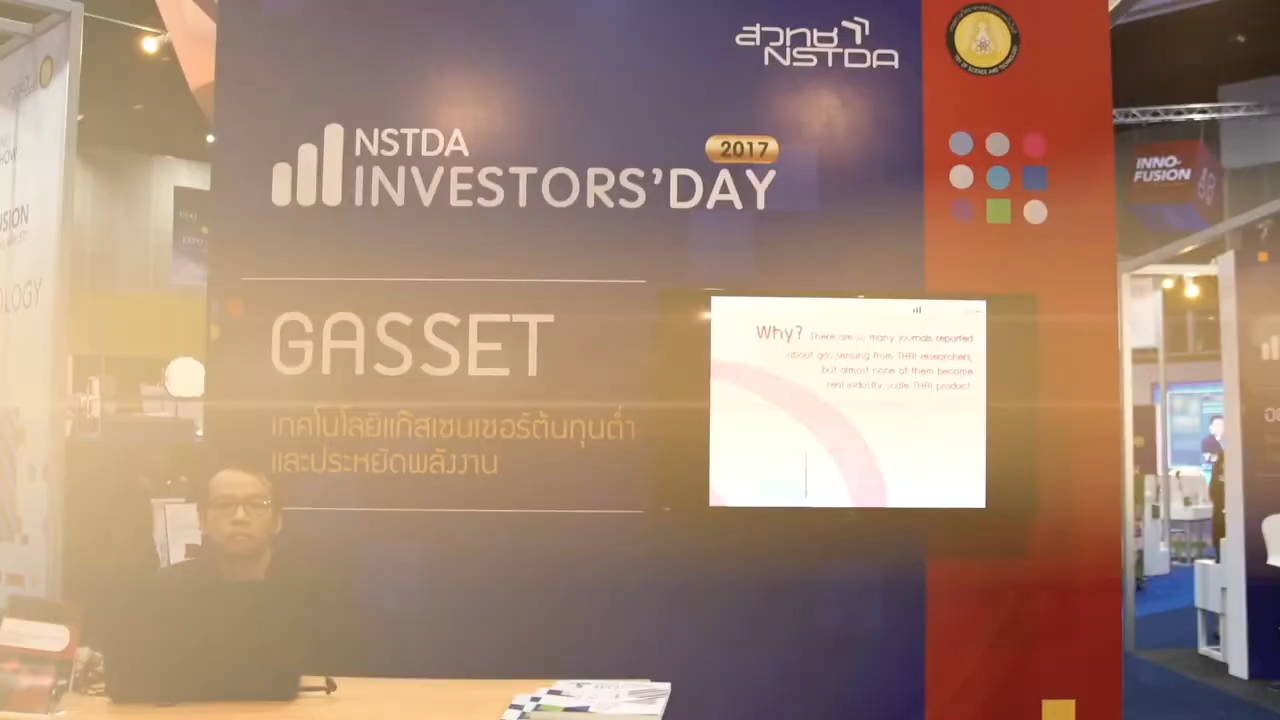 สวทช
NSTDA
NSTDA
INVESTORS'DAY
2017
GASSET
เทคโนโลยีแก๊สเซนเซอร์ต้นทุนต่ำ
และประหยัดพลังงาน
Why? There are so many journals reported
about gas sensing from THAI researchers,
but almost none of them become
real industry scale THAI product.
INNO-
FUSION